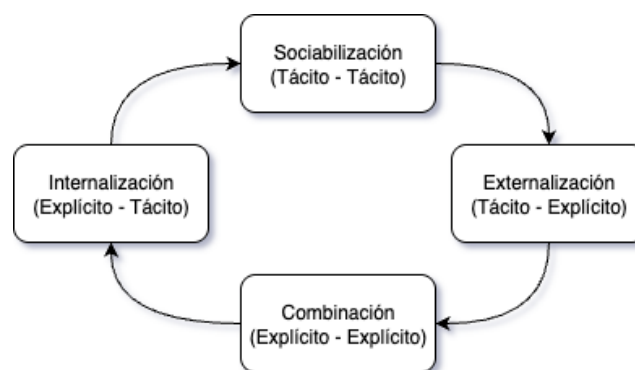 Sociabilización
(Tácito - Tácito)
Externalización
(Tácito - Explícito)
Combinación
(Explícito - Explícito)
Internalización
(Explícito - Tácito)